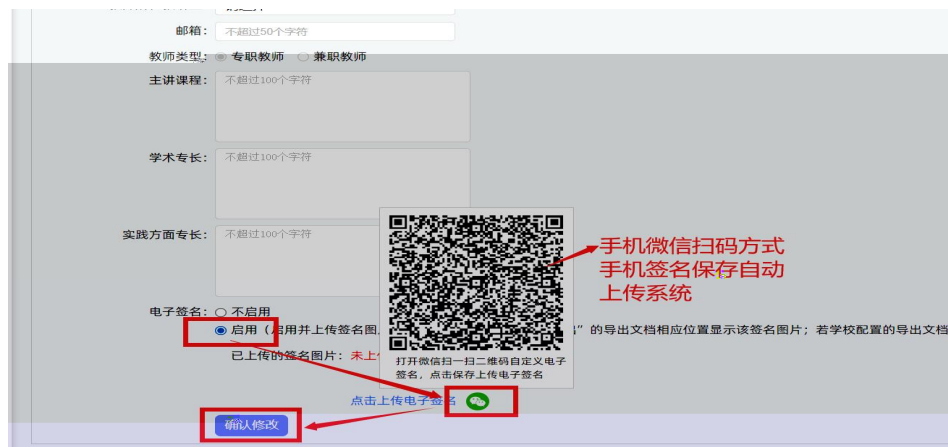 邮箱： 不超过50个字符
教师类型： 专职教师 兼职教师
主讲课程： 不超过100个字符
学术专长： 不超过100个字符
实践方面专长： 不超过100个字符
手机微信扫码方式
手机签名保存自动
上传系统
电子签名： 不启用
启用（启用并上传签名图 ”的导出文档相应位置显示该签名图片；若学校配置的导出文档
已上传的签名图片：未上
打开微信扫一扫二维码自定义电子
签名，点击保存上传电子签名
点击上传电子签名
确认修改